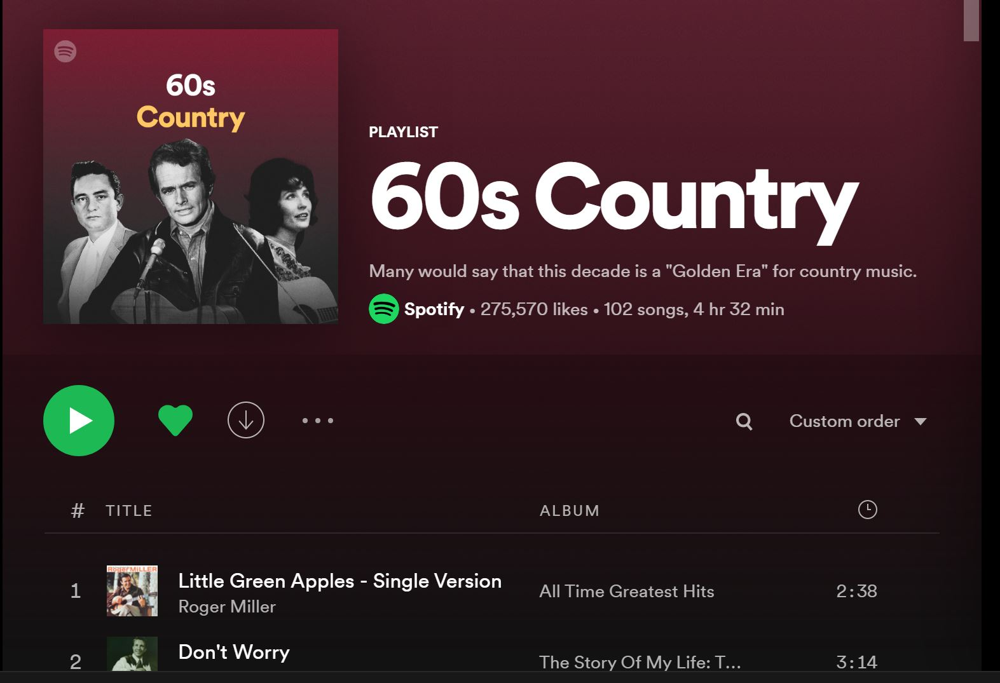 60s
Country
PLAYLIST
60s Country
Many would say that this decade is a "Golden Era" for country music.
Spotify • 275,570 likes • 102 songs, 4 hr 32 min
Custom order
# TITLE ALBUM
1 Little Green Apples - Single Version All Time Greatest Hits 2:38
Roger Miller
ROGER MILLER
2 Don't Worry The Story Of My Life: T... 3:14